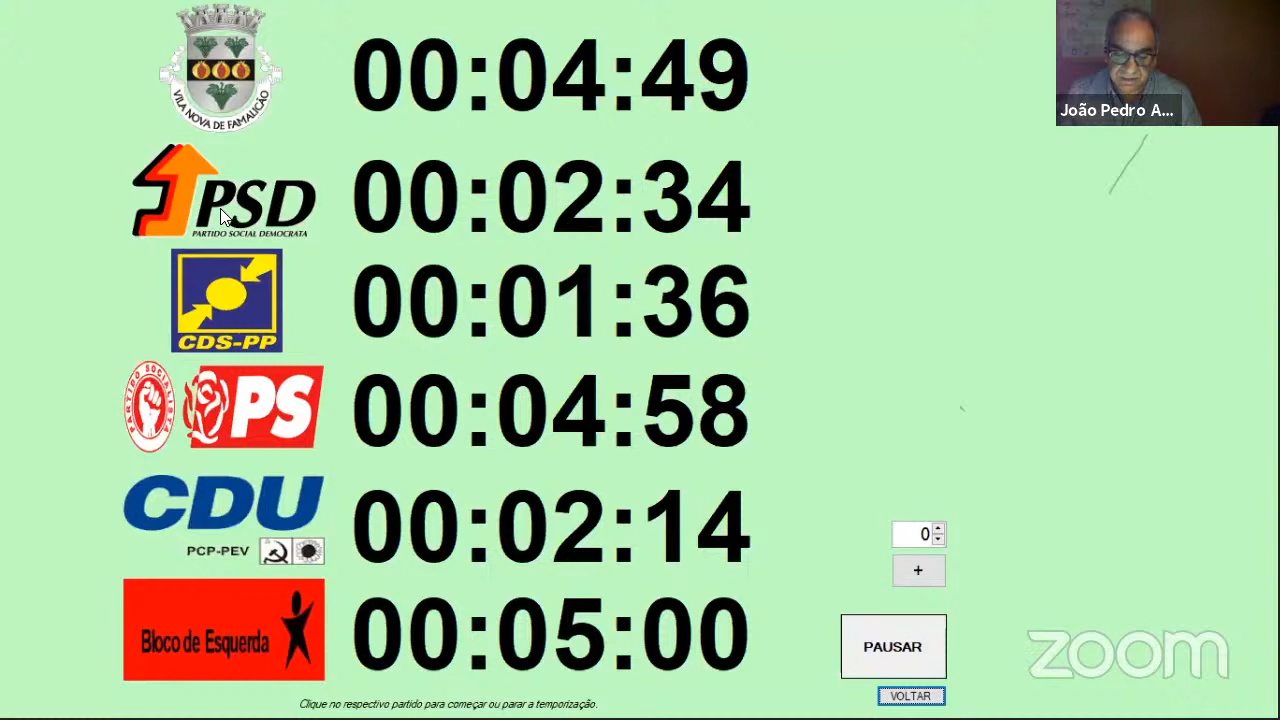 VILA NOVA DE FAMALICÃO
00:04:49
João Pedro A...
PSD
PARTIDO SOCIAL DEMOCRATA
00:02:34
CDS-PP
00:01:36
PARTIDO SOCIALISTA
PS
00:04:58
CDU
PCP-PEV
00:02:14
0
+
Bloco de Esquerda
00:05:00
PAUSAR
zoom
VOLTAR
Clique no respectivo partido para começar ou parar a temporização.